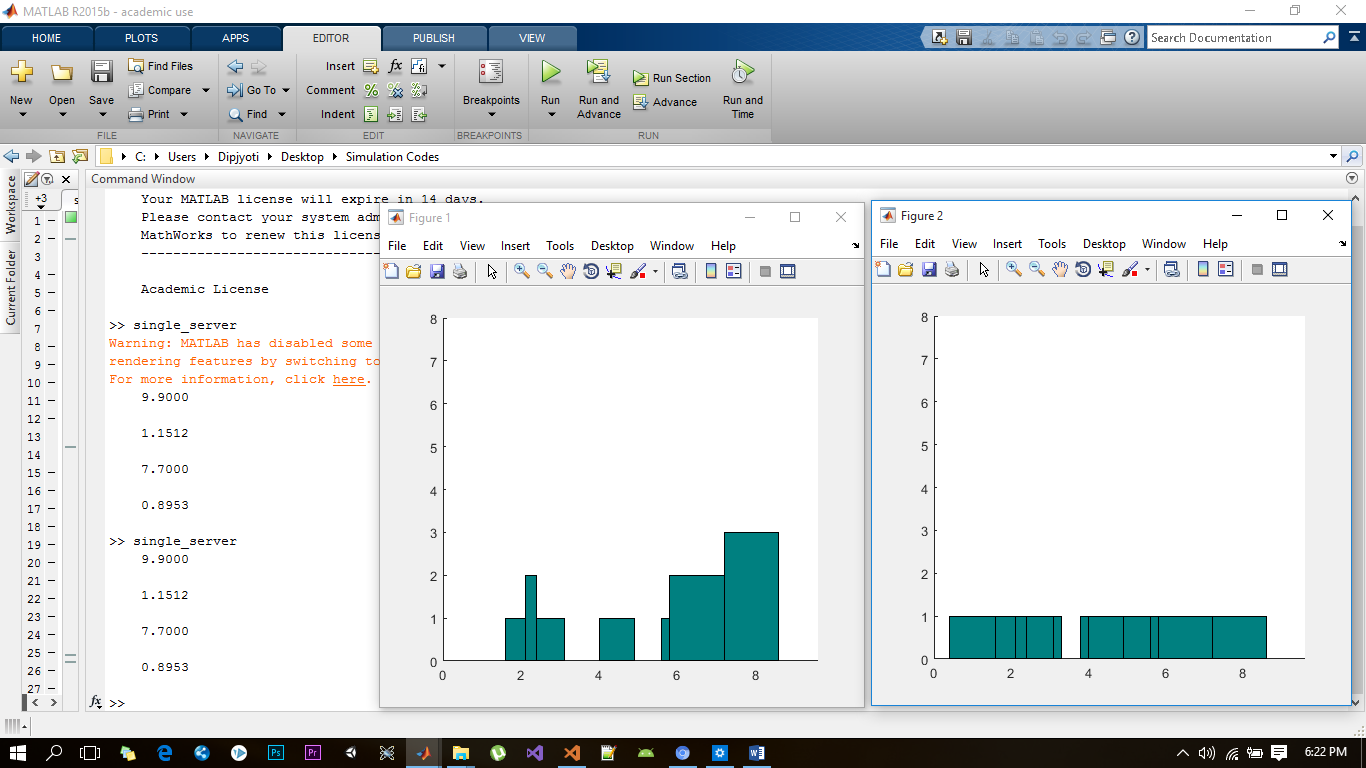 MATLAB R2015b - academic use
HOME PLOTS APPS EDITOR PUBLISH VIEW
Search Documentation
New Open Save
Find Files
Compare
Print
FILE
Go To
Find
NAVIGATE
Insert
Comment
Indent
EDIT
Breakpoints
BREAKPOINTS
Run
Run and
Advance
Run Section
Advance
Run and
Time
RUN
C: Users Dipjyoti Desktop Simulation Codes
Workspace
Current Folder
+3
s
1
2
3
4
5
6
7
8
9
10
11
12
13
14
15
16
17
18
19
20
21
22
23
24
25
26
27
Command Window
Your MATLAB license will expire in 14 days.
Please contact your system adm
MathWorks to renew this licens
Academic License
>> single_server
Warning: MATLAB has disabled some
rendering features by switching to
For more information, click here.
9.9000
1.1512
7.7000
0.8953
>> single_server
9.9000
1.1512
7.7000
0.8953
fx >>
Figure 1
File Edit View Insert Tools Desktop Window Help
8
7
6
5
4
3
2
1
0
0 2 4 6 8
Figure 2
File Edit View Insert Tools Desktop Window Help
8
7
6
5
4
3
2
1
0
0 2 4 6 8
Ps
Pr
6:22 PM